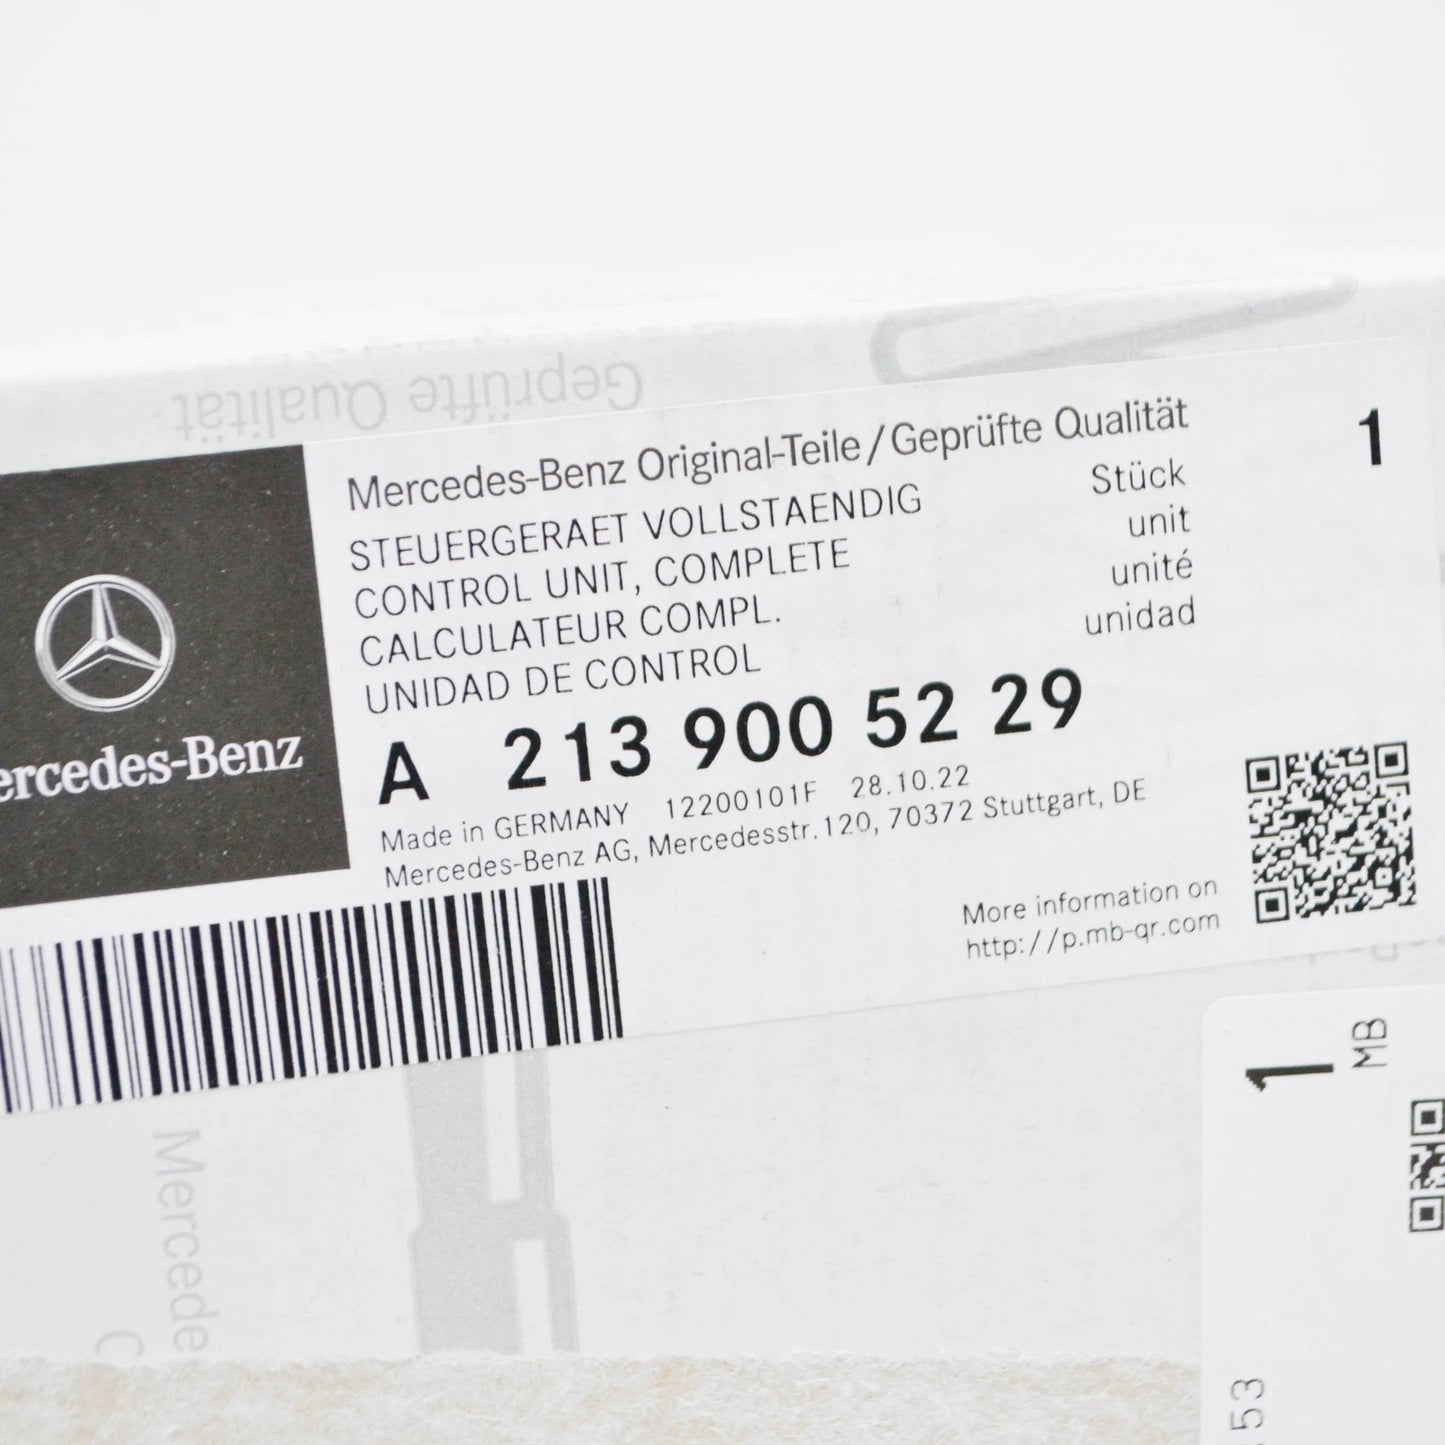 Geprüfte Qualität
Mercedes-Benz Original-Teile/Geprüfte Qualität
1
STEUERGERAET VOLLSTAENDIG
Stück
CONTROL UNIT, COMPLETE
unit
CALCULATEUR COMPL.
unité
UNIDAD DE CONTROL
unidad
A 213 900 52 29
Made in GERMANY 12200101F 28.10.22
Mercedes-Benz AG, Mercedesstr.120, 70372 Stuttgart, DE
More information on
http://p.mb-qr.com
ercedes-Benz
1
MB
Mercede
53